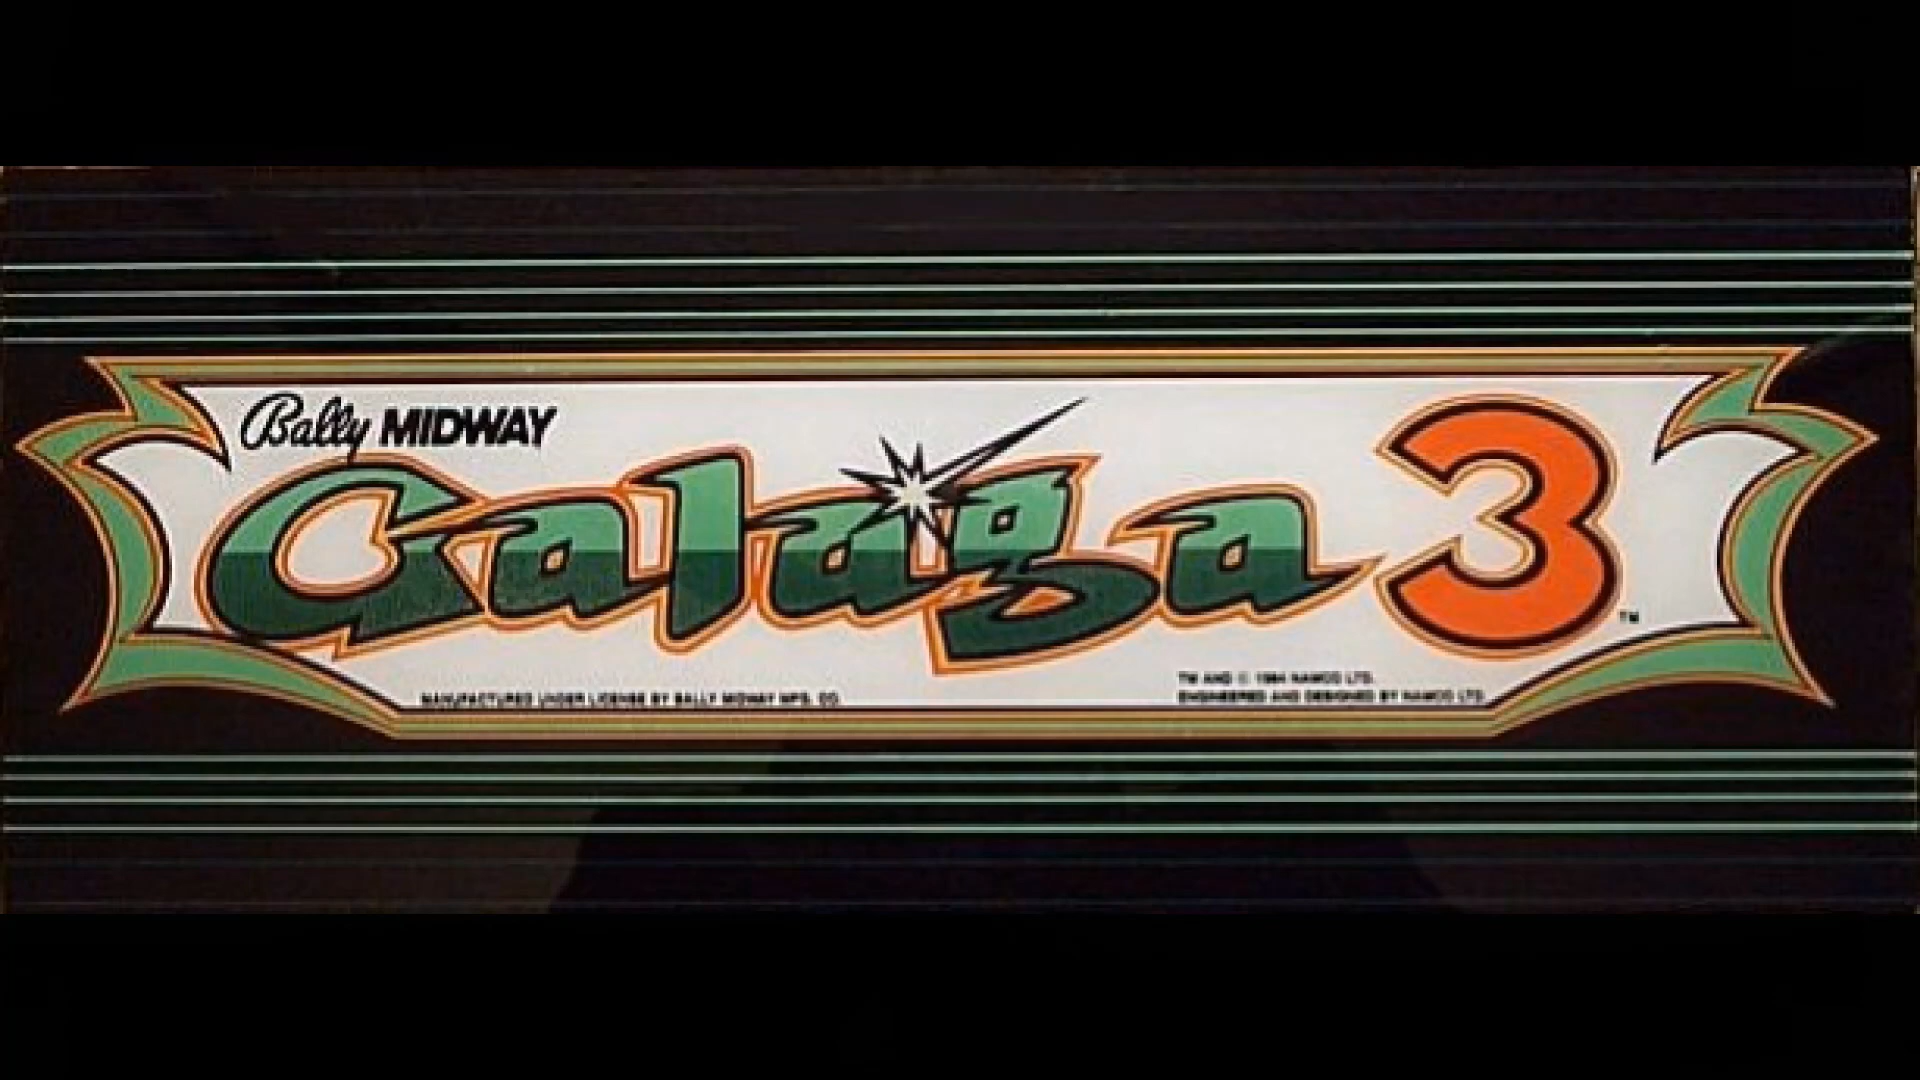 Bally MIDWAY
Galaga 3
TM
MANUFACTURED UNDER LICENSE BY BALLY MIDWAY MFG. CO.
TM AND © 1984 NAMCO LTD.
ENGINEERED AND DESIGNED BY NAMCO LTD.